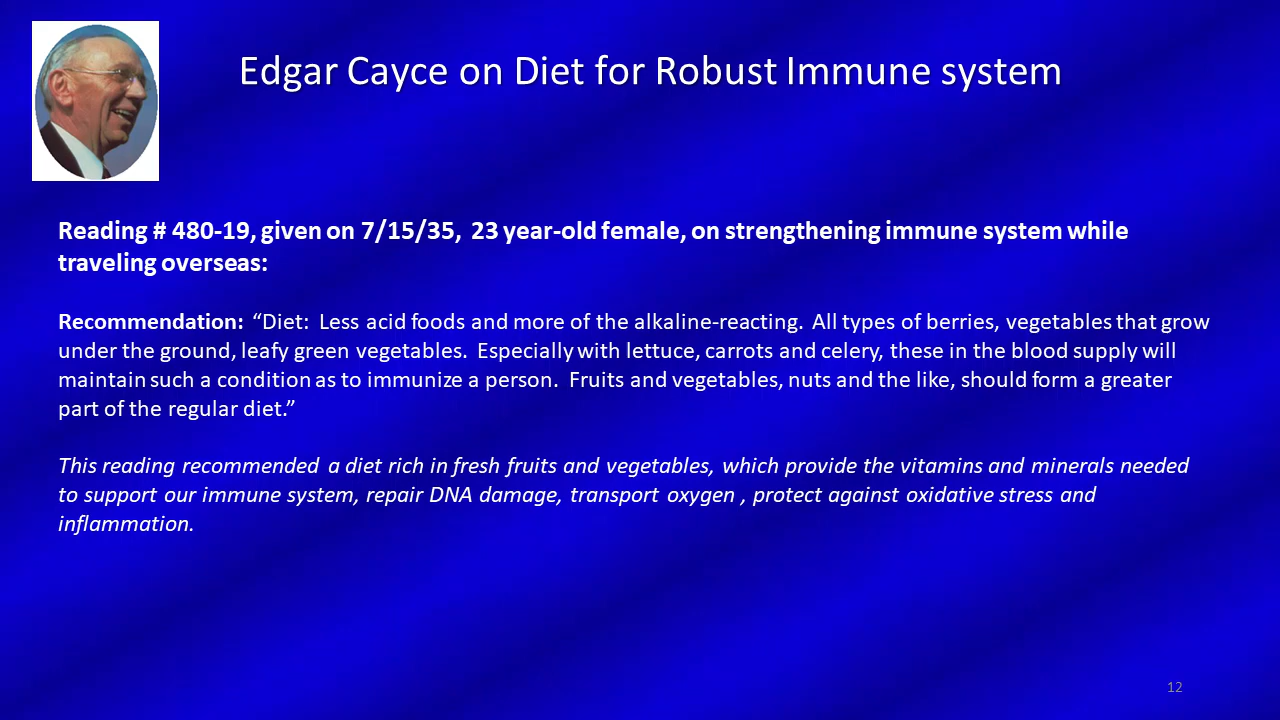 Edgar Cayce on Diet for Robust Immune system
Reading # 480-19, given on 7/15/35,  23 year-old female, on strengthening immune system while
traveling overseas:
Recommendation:  “Diet:  Less acid foods and more of the alkaline-reacting.  All types of berries, vegetables that grow
under the ground, leafy green vegetables.  Especially with lettuce, carrots and celery, these in the blood supply will
maintain such a condition as to immunize a person.  Fruits and vegetables, nuts and the like, should form a greater
part of the regular diet.”
This reading recommended  a diet rich in fresh fruits and vegetables, which provide the vitamins and minerals needed
to support our immune system, repair DNA damage, transport oxygen , protect against oxidative stress and
inflammation.
12